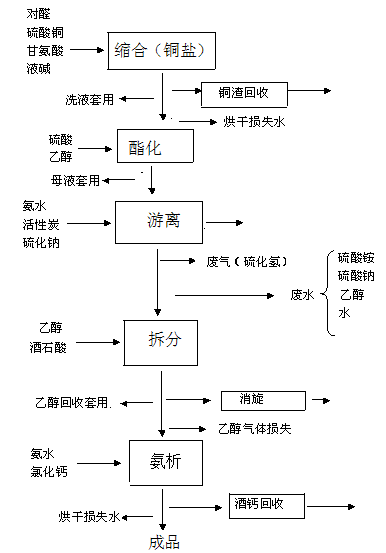 对醛
硫酸铜
甘氨酸
液碱
缩合（铜盐）
洗液套用
铜渣回收
烘干损失水
硫酸
乙醇
酯化
母液套用
氨水
活性炭
硫化钠
游离
废气（硫化氢）
废水
硫酸铵
硫酸钠
乙醇
水
乙醇
酒石酸
拆分
乙醇回收套用.
消旋
乙醇气体损失
氨水
氯化钙
氨析
酒钙回收
烘干损失水
成品